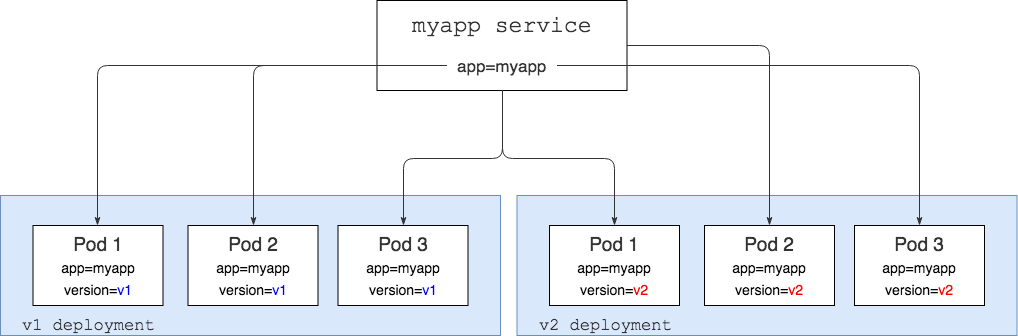 myapp service
app=myapp
Pod 1
app=myapp
version=v1
Pod 2
app=myapp
version=v1
Pod 3
app=myapp
version=v1
v1 deployment
Pod 1
app=myapp
version=v2
Pod 2
app=myapp
version=v2
Pod 3
app=myapp
version=v2
v2 deployment